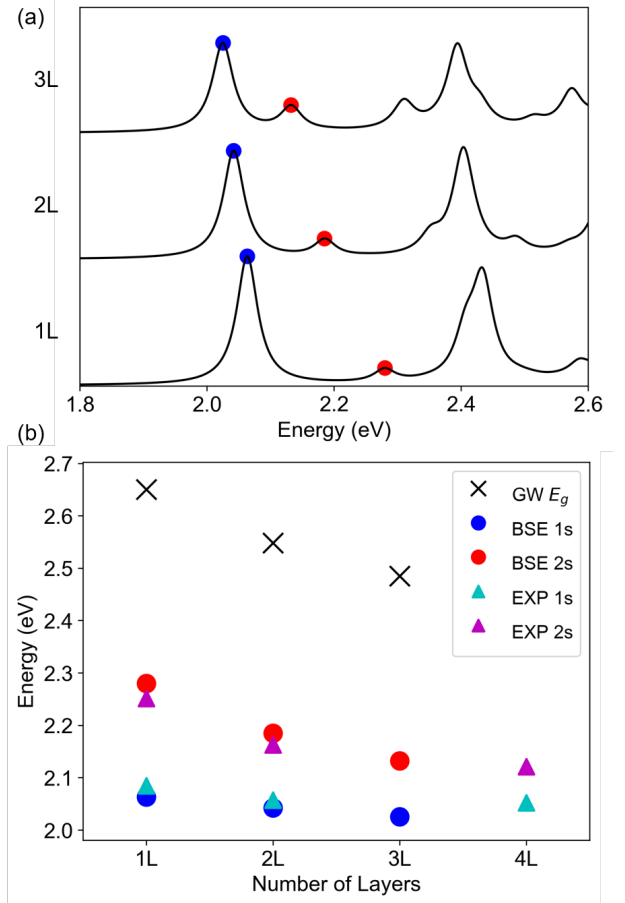 (a)
3L
2L
1L
1.8 2.0 2.2 2.4 2.6
Energy (eV)
(b)
2.7
2.6
2.5
2.4
2.3
2.2
2.1
2.0
Energy (eV)
GW E_g
BSE 1s
BSE 2s
EXP 1s
EXP 2s
1L 2L 3L 4L
Number of Layers